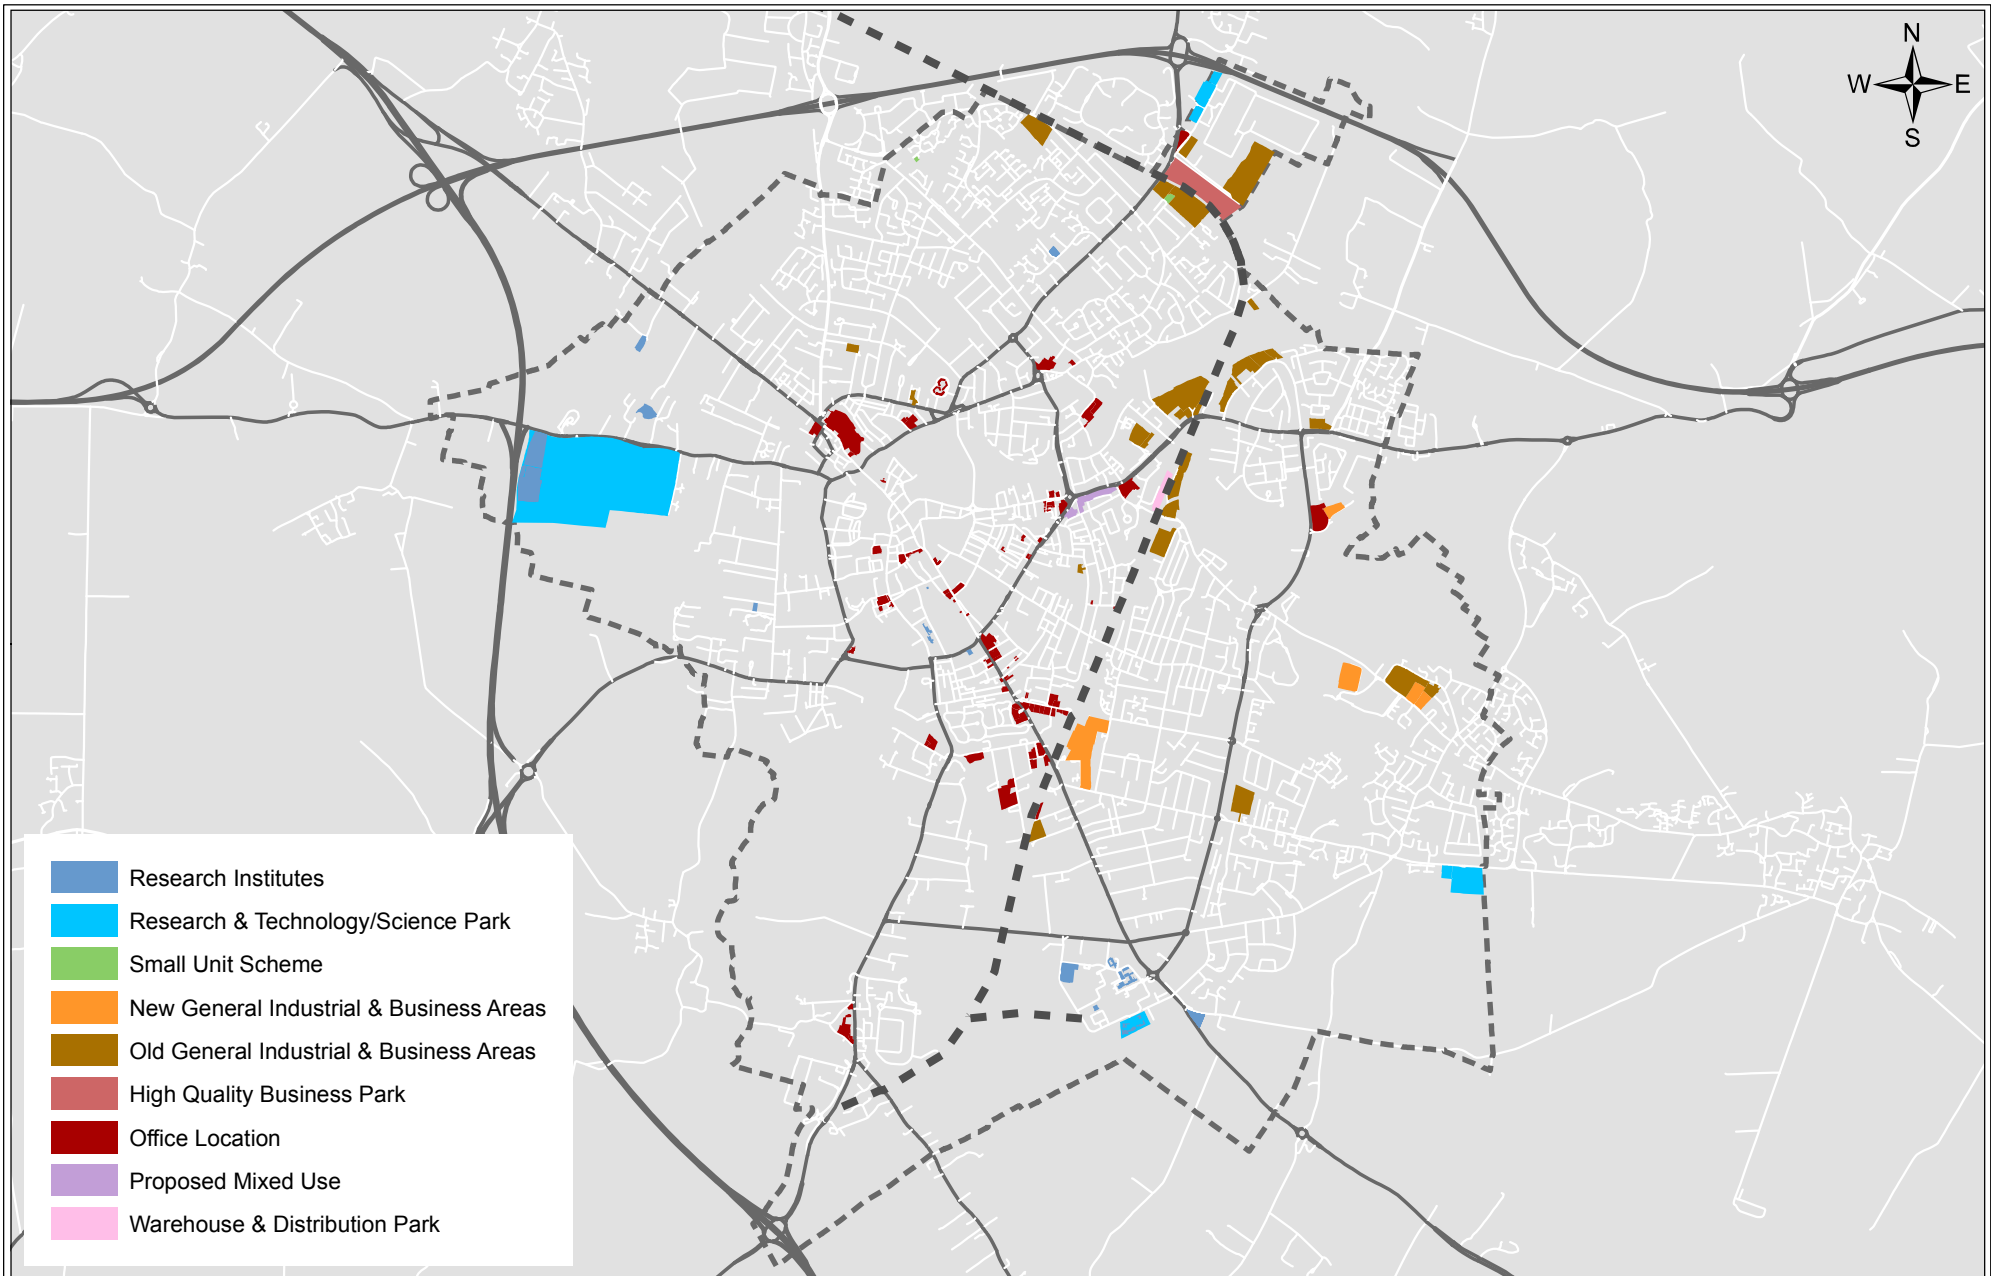 N
W E
S
Research Institutes
Research & Technology/Science Park
Small Unit Scheme
New General Industrial & Business Areas
Old General Industrial & Business Areas
High Quality Business Park
Office Location
Proposed Mixed Use
Warehouse & Distribution Park